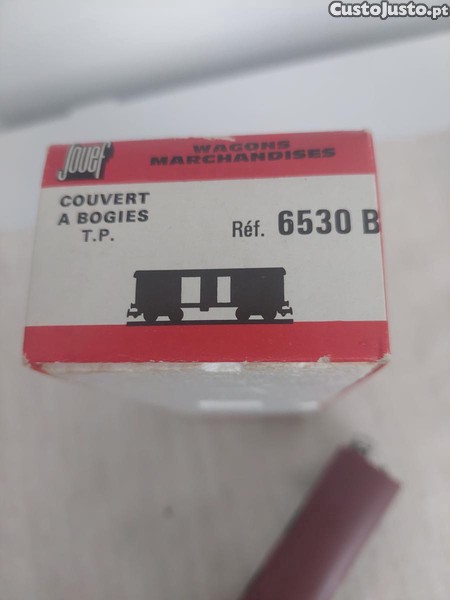 CustoJusto.pt
Jouef
WAGONS
MARCHANDISES
COUVERT
A BOGIES
T.P.
Réf. 6530 B